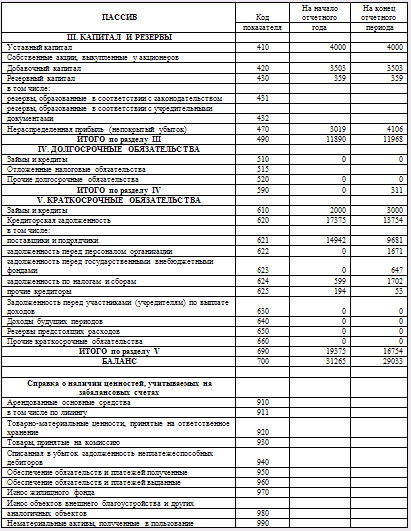 ПАССИВ Код показателя На начало отчетного года На конец отчетного периода
III. КАПИТАЛ И РЕЗЕРВЫ
Уставный капитал 410 4000 4000
Собственные акции, выкупленные у акционеров
Добавочный капитал 420 3503 3503
Резервный капитал 430 359 359
в том числе:
резервы, образованные в соответствии с законодательством 431
резервы, образованные в соответствии с учредительными
документами 432
Нераспределенная прибыль (непокрытый убыток) 470 3019 4106
ИТОГО по разделу III 490 11890 11968
IV. ДОЛГОСРОЧНЫЕ ОБЯЗАТЕЛЬСТВА
Займы и кредиты 510 0 0
Отложенные налоговые обязательства 515
Прочие долгосрочные обязательства 520 0 0
ИТОГО по разделу IV 590 0 311
V. КРАТКОСРОЧНЫЕ ОБЯЗАТЕЛЬСТВА
Займы и кредиты 610 2000 3000
Кредиторская задолженность 620 17375 13754
в том числе:
поставщики и подрядчики 621 14942 9681
задолженность перед персоналом организации 622 0 1671
задолженность перед государственными внебюджетными
фондами 623 0 647
задолженность по налогам и сборам 624 599 1702
прочие кредиторы 625 194 53
Задолженность перед участниками (учредителям) по выплате
доходов 630 0 0
Доходы будущих периодов 640 0 0
Резервы предстоящих расходов 650 0 0
Прочие краткосрочные обязательства 660 0 0
ИТОГО по разделу V 690 19375 16754
БАЛАНС 700 31265 29033
Справка о наличии ценностей, учитываемых на
забалансовых счетах
Арендованные основные средства 910
в том числе по лизингу 911
Товарно-материальные ценности, принятые на ответственное
хранение 920
Товары, принятые на комиссию 930
Списанная в убыток задолженность неплатежеспособных
дебиторов 940
Обеспечение обязательств и платежей полученные 950
Обеспечение обязательств и платежей выданные 960
Износ жилищного фонда 970
Износ объектов внешнего благоустройства и других
аналогичных объектов 980
Нематериальные активы, полученные в пользование 990